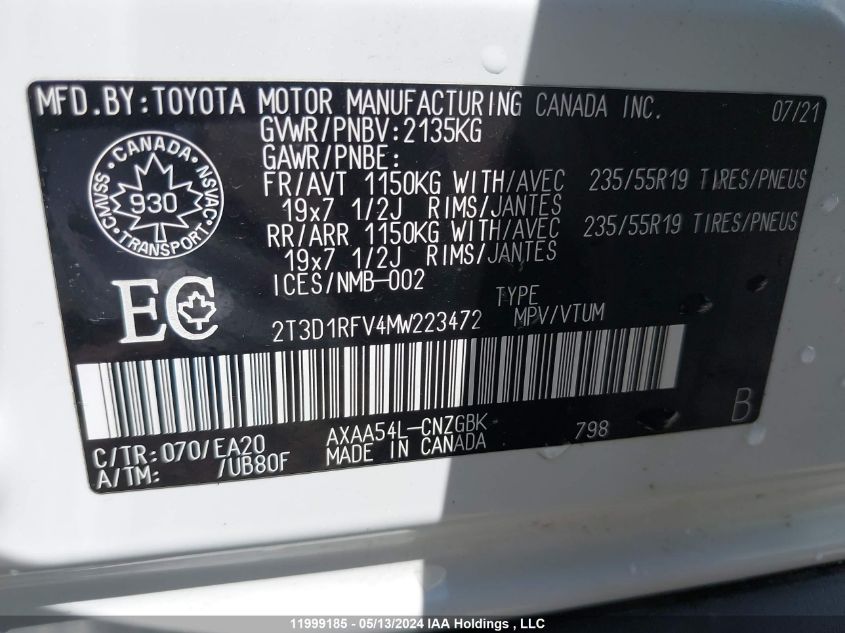 MFD.BY:TOYOTA MOTOR MANUFACTURING CANADA INC. 07/21
GVWR/PNBV:2135KG
GAWR/PNBE:
FR/AVT 1150KG WITH/AVEC 235/55R19 TIRES/PNEUS
19x7 1/2J RIMS/JANTES
RR/ARR 1150KG WITH/AVEC 235/55R19 TIRES/PNEUS
19x7 1/2J RIMS/JANTES
ICES/NMB-002
CANADA
CMVSS 930 NSVAC
TRANSPORT
EC
2T3D1RFV4MW223472 TYPE
MPV/VTUM
B
C/TR:070/EA20 AXAA54L-CNZGBK 798
A/TM: /UB80F MADE IN CANADA
11999185 - 05/13/2024 IAA Holdings , LLC